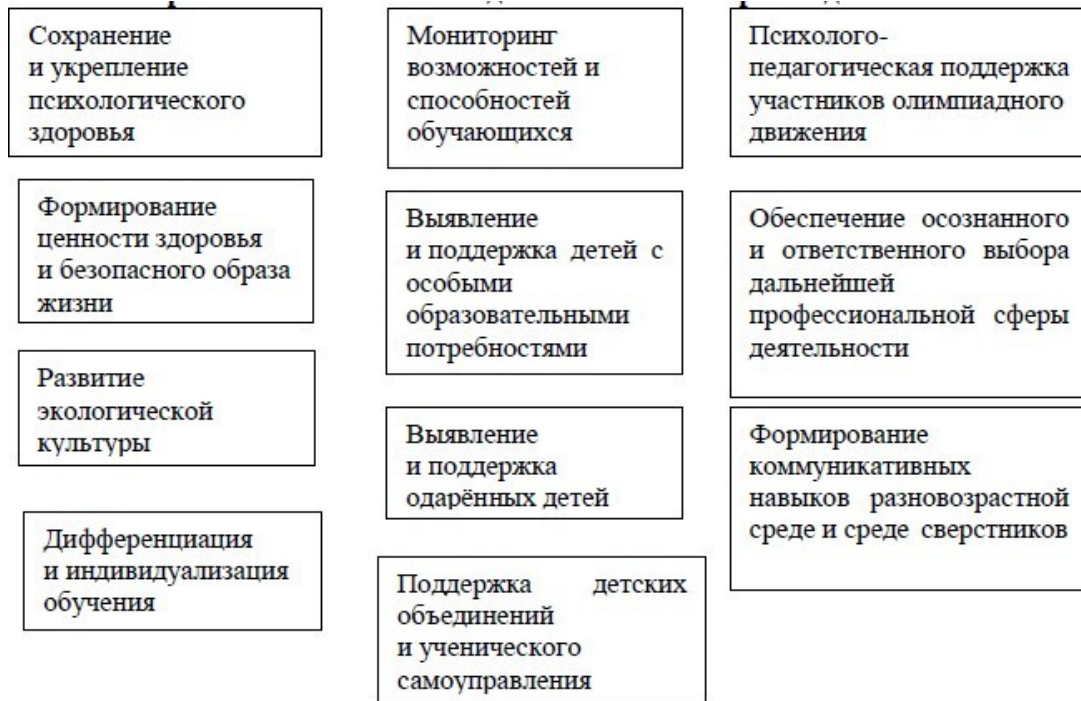 Сохранение
и укрепление
психологического
здоровья
Формирование
ценности здоровья
и безопасного образа
жизни
Развитие
экологической
культуры
Дифференциация
и индивидуализация
обучения
Мониторинг
возможностей и
способностей
обучающихся
Выявление
и поддержка детей с
особыми
образовательными
потребностями
Выявление
и поддержка
одарённых детей
Поддержка детских
объединений
и ученического
самоуправления
Психолого-
педагогическая поддержка
участников олимпиадного
движения
Обеспечение осознанного
и ответственного выбора
дальнейшей
профессиональной сферы
деятельности
Формирование
коммуникативных
навыков разновозрастной
среде и среде сверстников